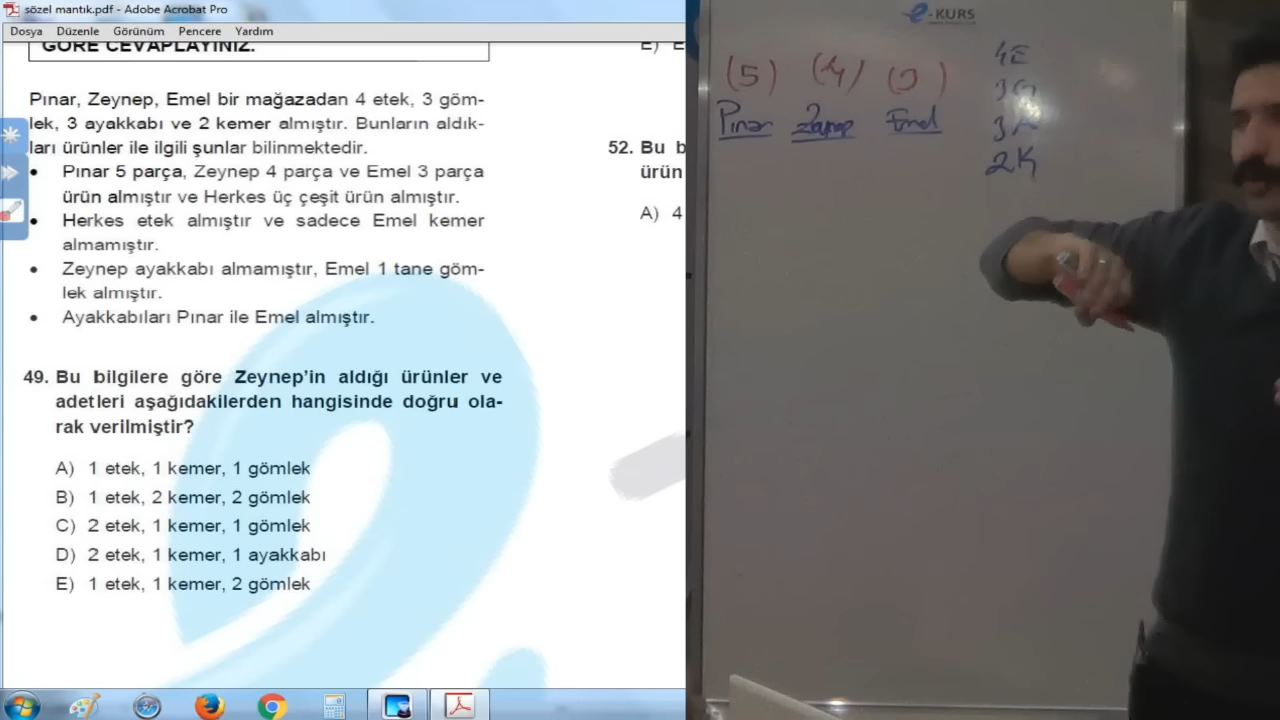 sözel mantık.pdf - Adobe Acrobat Pro
Dosya Düzenle Görünüm Pencere Yardım
GÖRE CEVAPLAYINIZ.
Pınar, Zeynep, Emel bir mağazadan 4 etek, 3 göm-
lek, 3 ayakkabı ve 2 kemer almıştır. Bunların aldık-
ları ürünler ile ilgili şunlar bilinmektedir.
• Pınar 5 parça, Zeynep 4 parça ve Emel 3 parça
ürün almıştır ve Herkes üç çeşit ürün almıştır.
• Herkes etek almıştır ve sadece Emel kemer
almamıştır.
• Zeynep ayakkabı almamıştır, Emel 1 tane göm-
lek almıştır.
• Ayakkabıları Pınar ile Emel almıştır.
49. Bu bilgilere göre Zeynep'in aldığı ürünler ve
adetleri aşağıdakilerden hangisinde doğru ola-
rak verilmiştir?
A) 1 etek, 1 kemer, 1 gömlek
B) 1 etek, 2 kemer, 2 gömlek
C) 2 etek, 1 kemer, 1 gömlek
D) 2 etek, 1 kemer, 1 ayakkabı
E) 1 etek, 1 kemer, 2 gömlek
E) E
52. Bu b
ürün
A) 4
e-KURS
(5) (4) (3)
Pınar Zeynep Emel
4E
3G
3A
2K